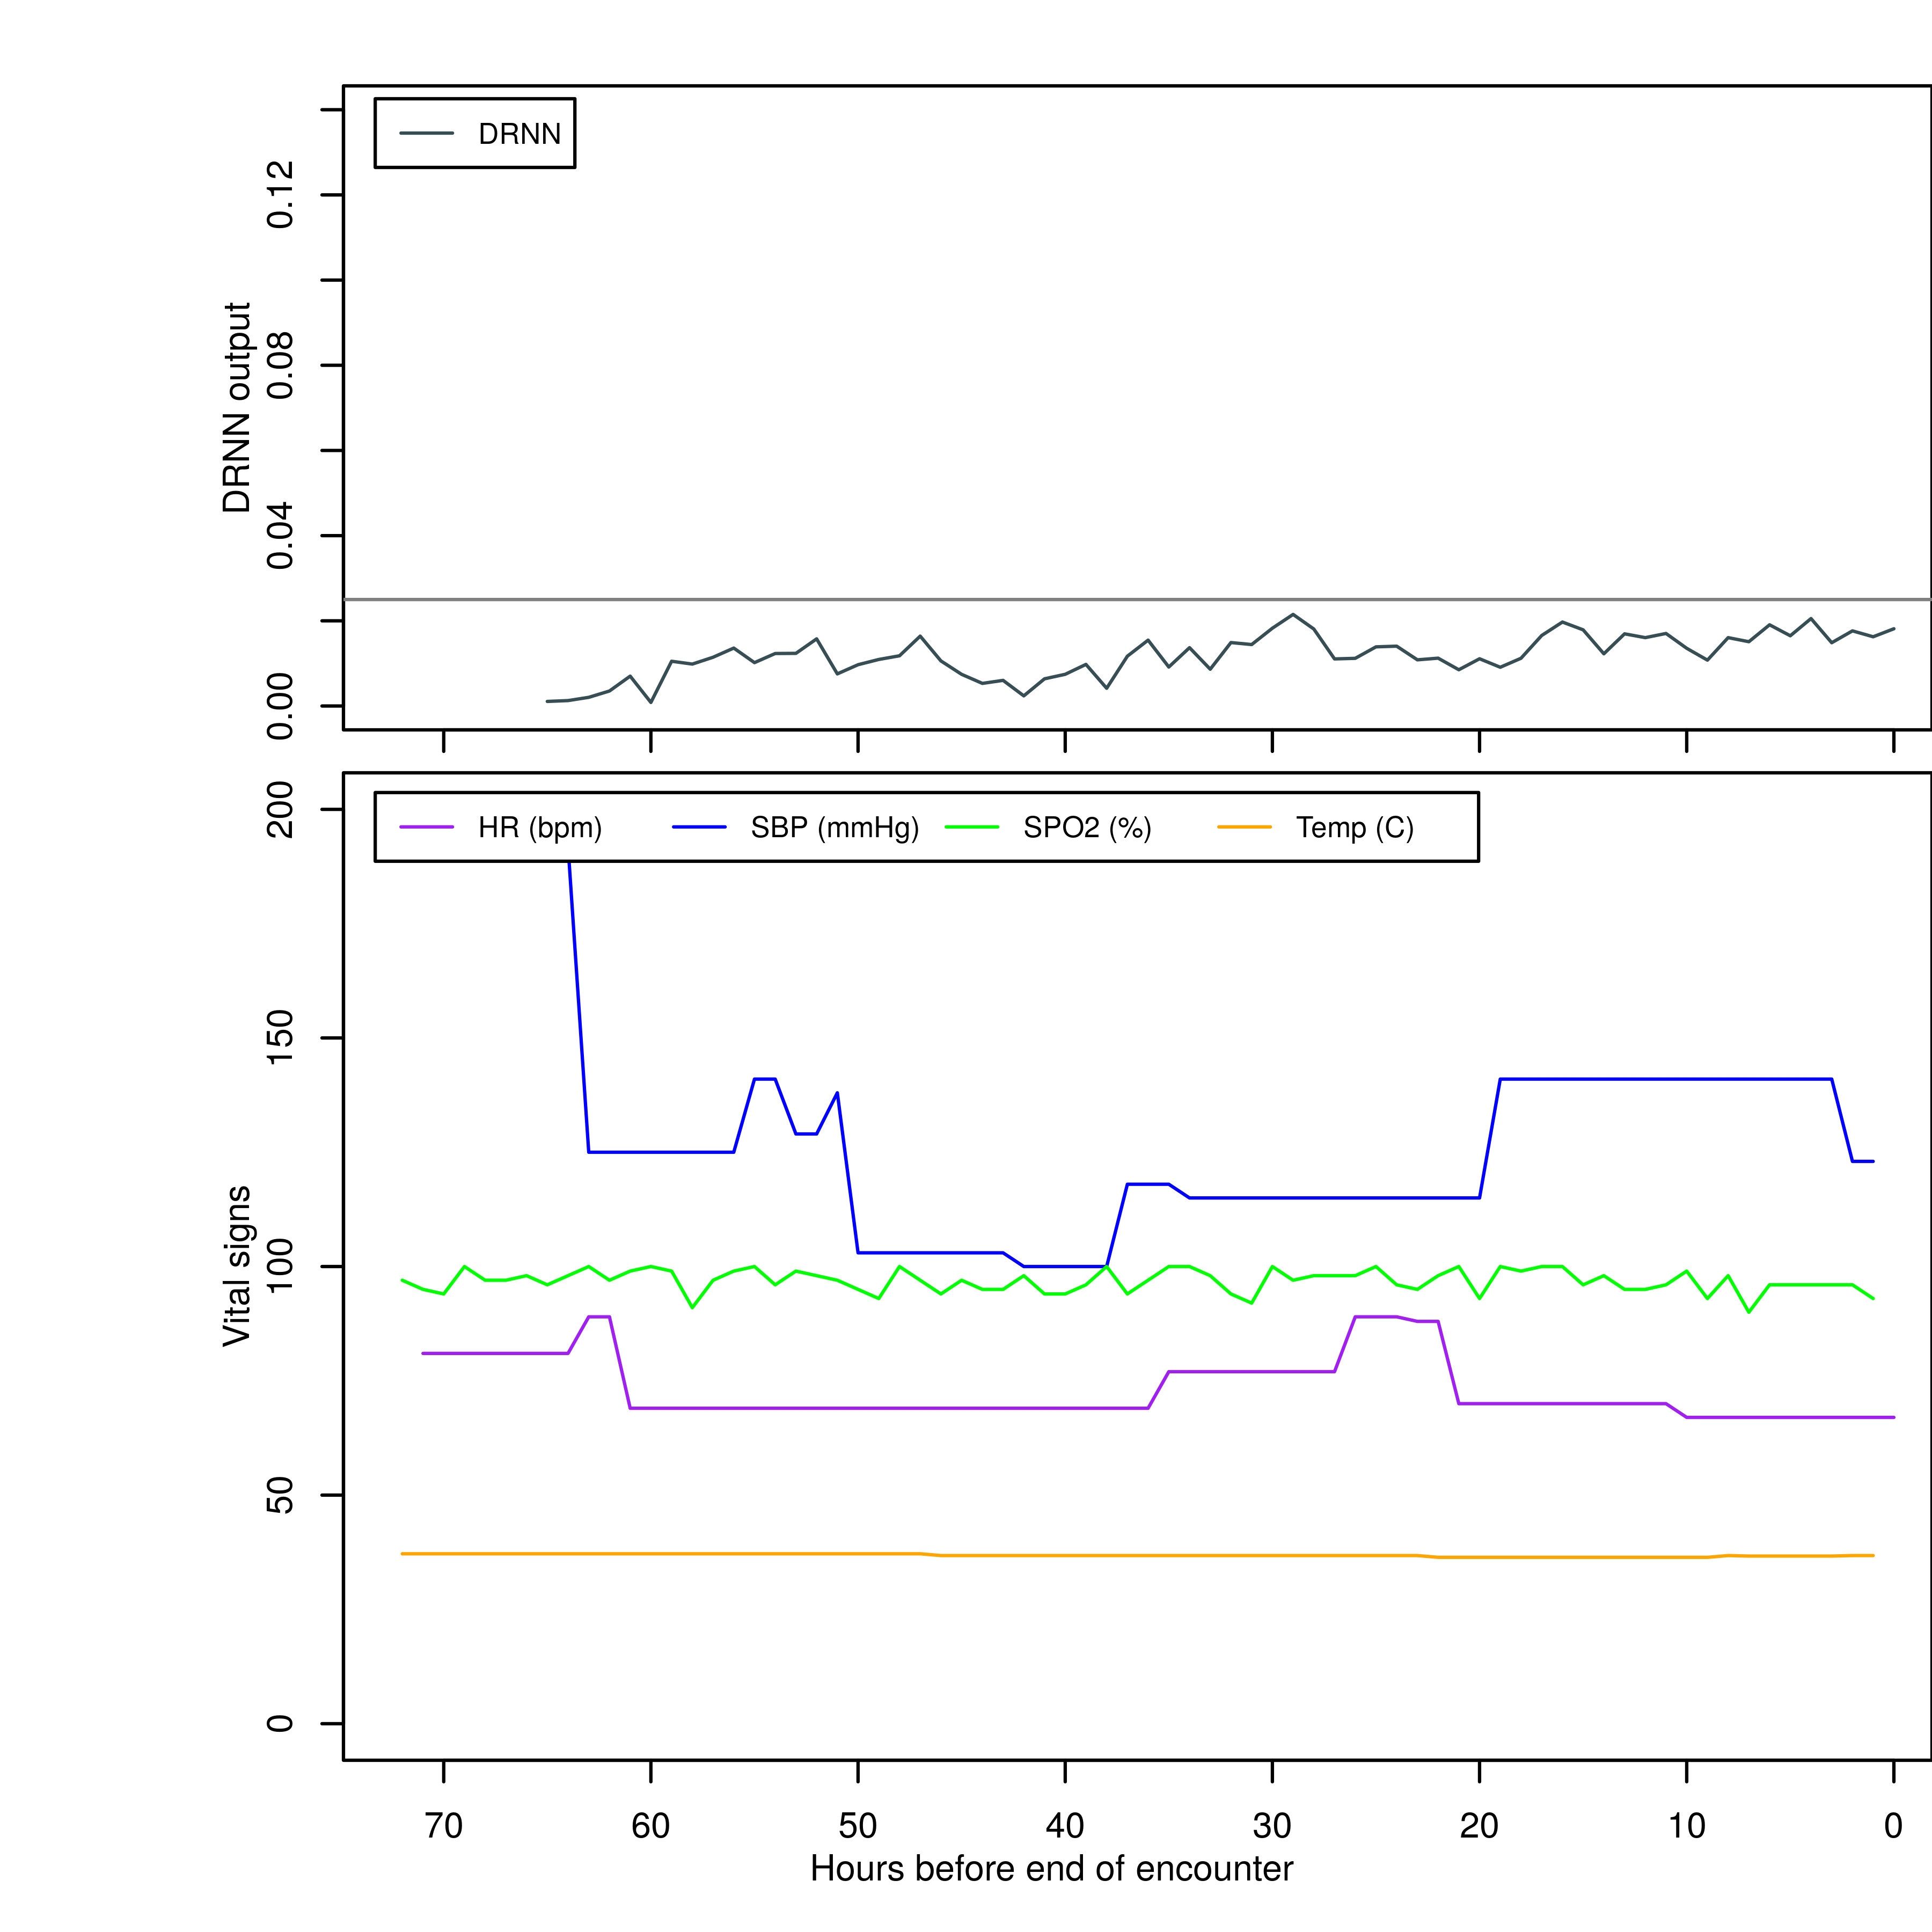 DRNN
0.12
0.08
0.04
0.00
DRNN output
HR (bpm) SBP (mmHg) SPO2 (%) Temp (C)
200
150
100
50
0
Vital signs
70 60 50 40 30 20 10 0
Hours before end of encounter